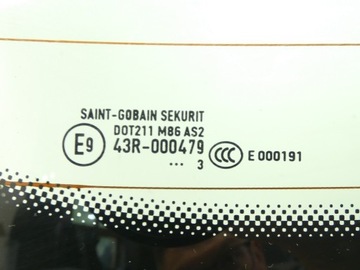 SAINT-GOBAIN SEKURIT
DOT211 M86 AS2
E9 43R-000479
... 3 CCC E 000191